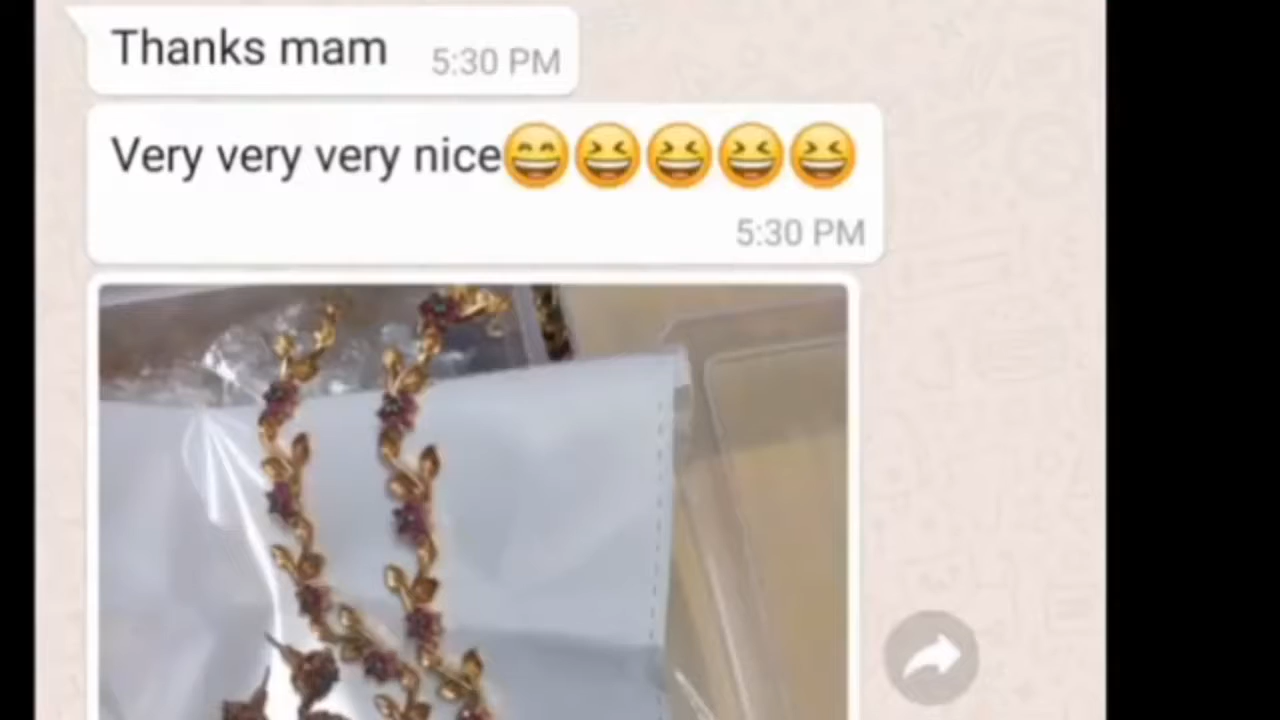 Thanks mam 5:30 PM
Very very very nice😄😆😆😆😆
5:30 PM